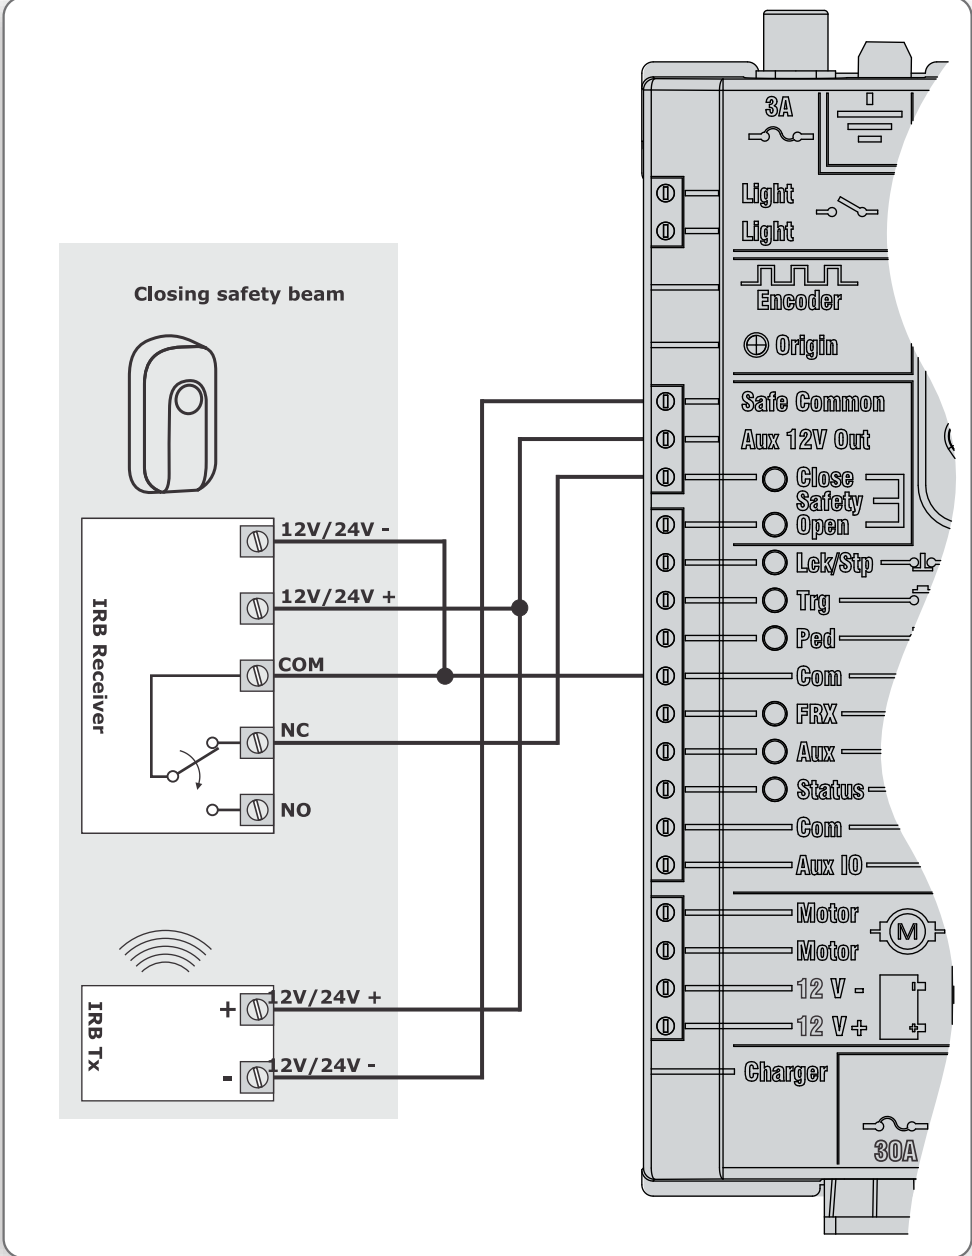 3A
Light
Light
Closing safety beam
Encoder
Origin
Safe Common
Aux 12V Out
Close
Safety
Open
12V/24V -
Lck/Stp
12V/24V +
Trg
IRB Receiver
Ped
COM
Com
FRX
NC
Aux
Status
NO
Com
Aux IO
Motor
M
Motor
12 V -
12V/24V +
+
12 V +
IRB Tx
12V/24V -
-
Charger
30A